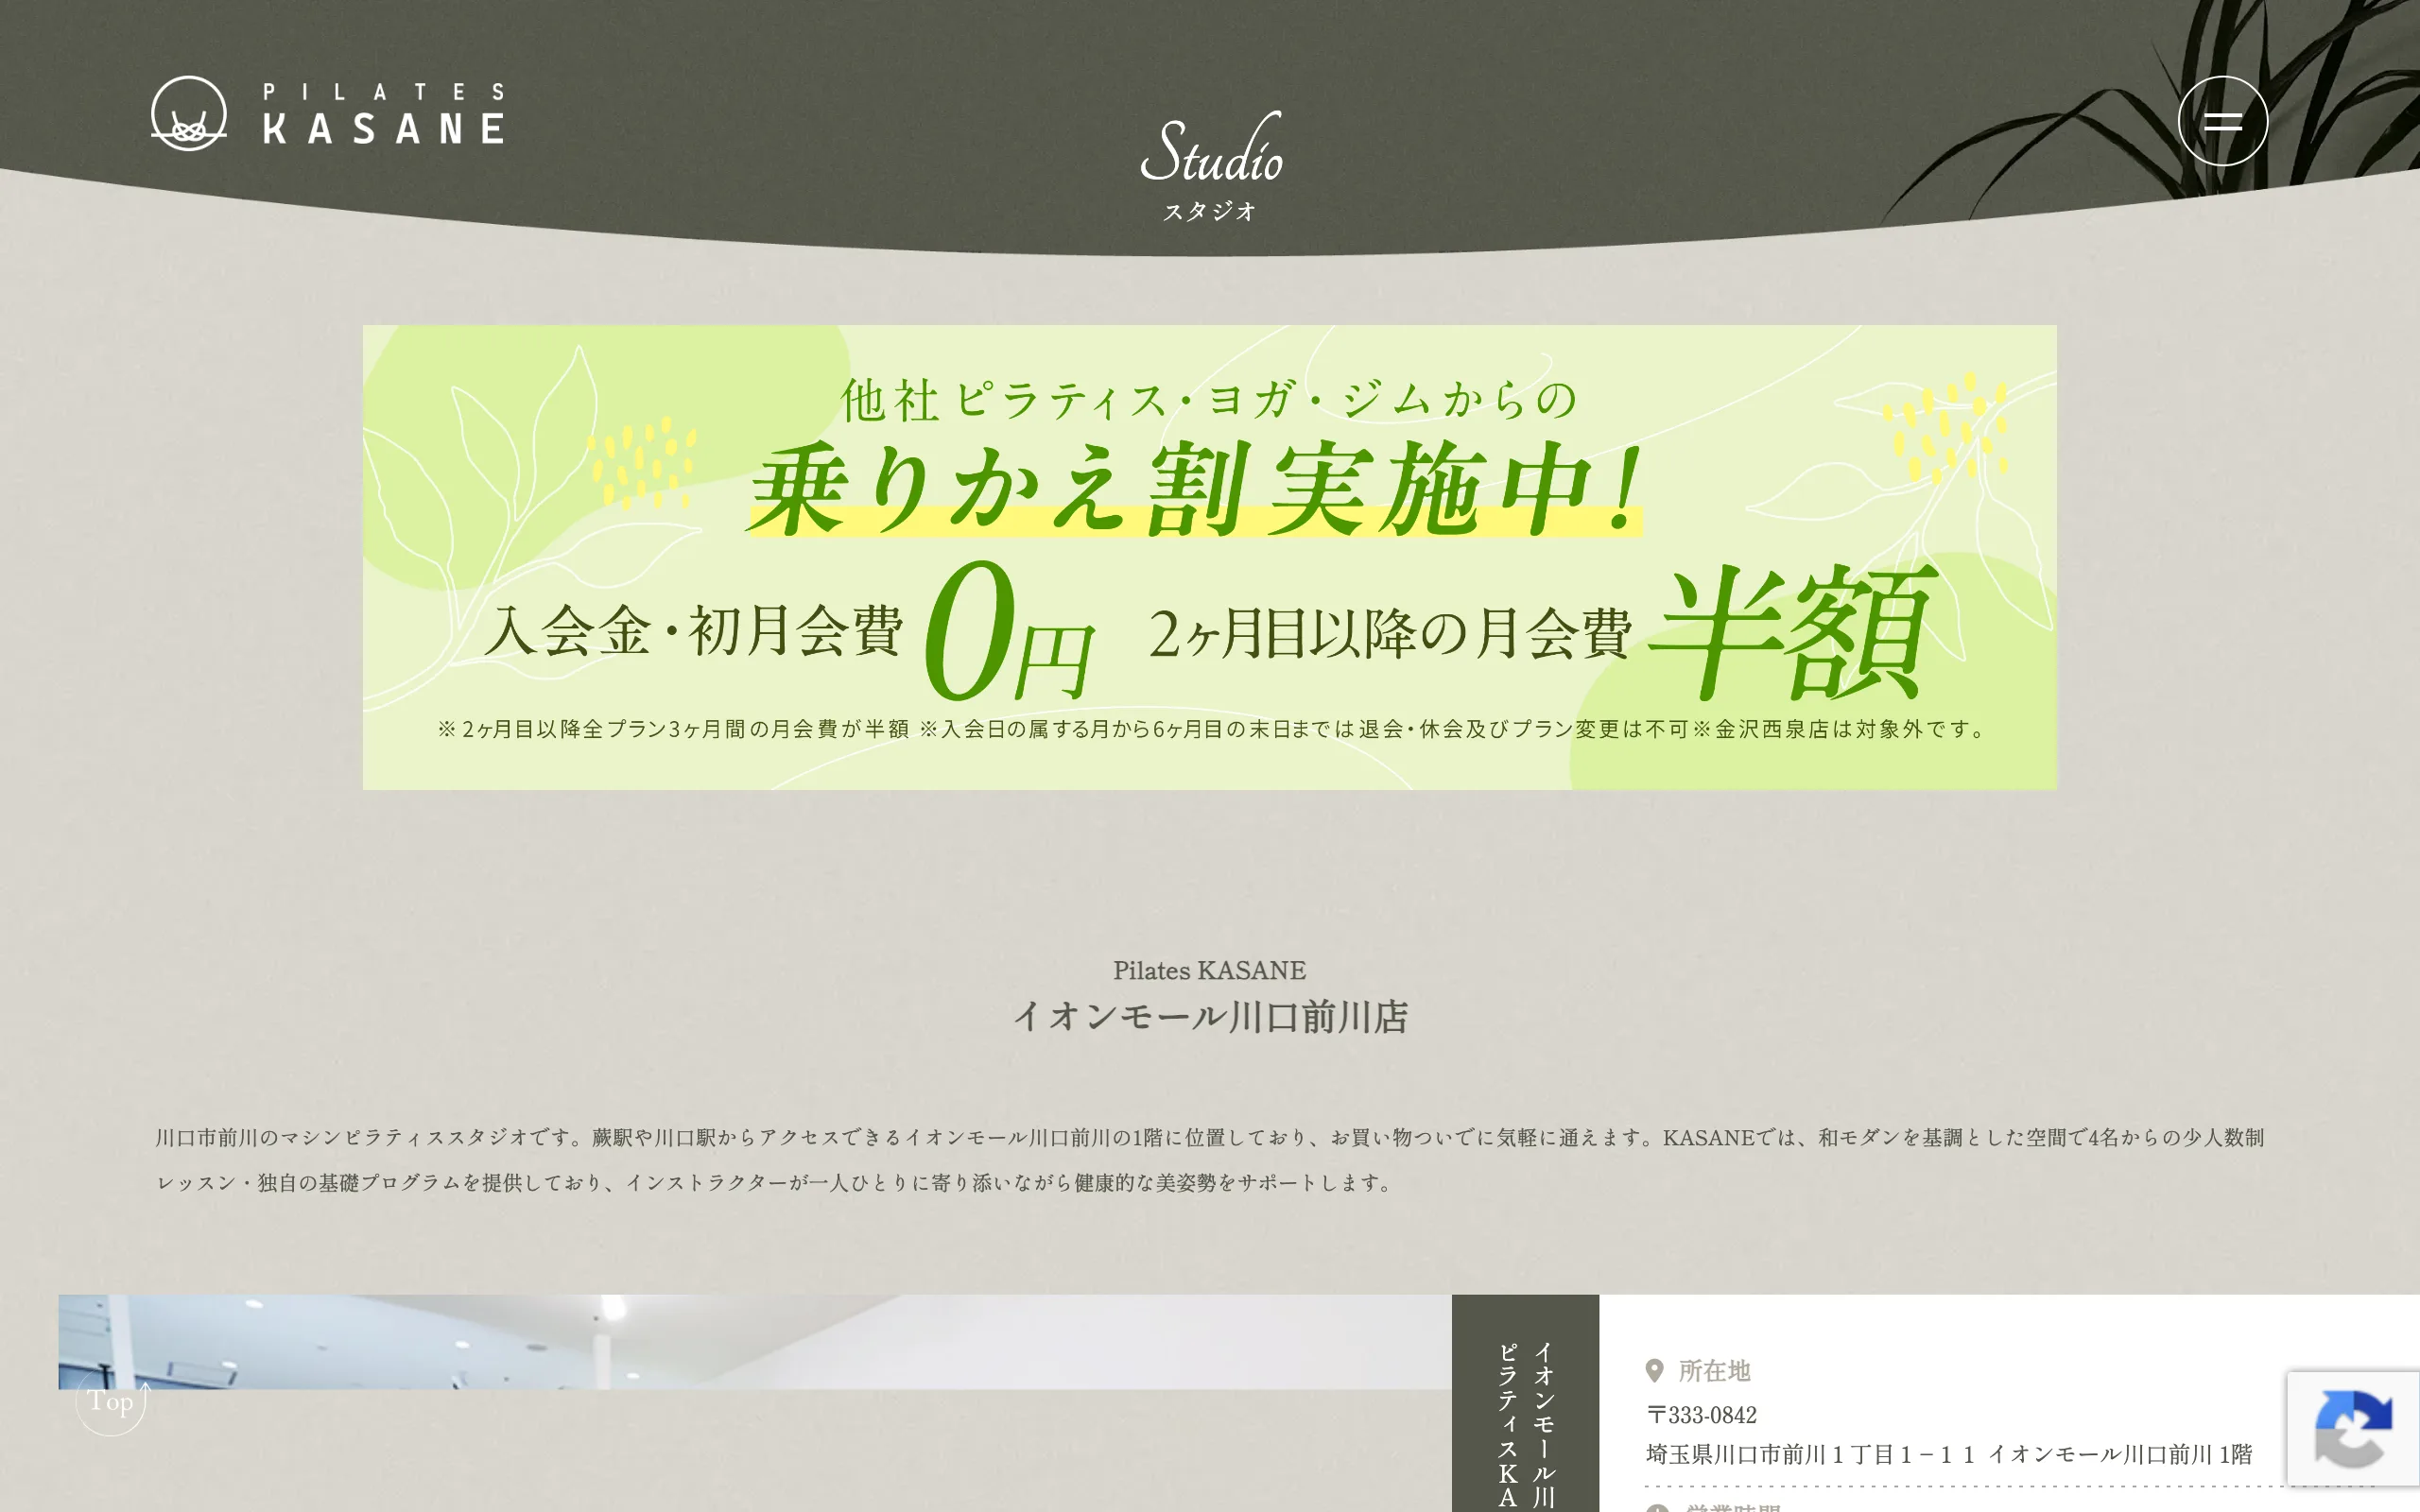 PILATES
KASANE
Studio
スタジオ
他社ピラティス・ヨガ・ジムからの
乗りかえ割実施中!
入会金・初月会費0円 2ヶ月目以降の月会費半額
※2ヶ月目以降全プラン3ヶ月間の月会費が半額 ※入会日の属する月から6ヶ月目の末日までは退会・休会及びプラン変更は不可※金沢西泉店は対象外です。
Pilates KASANE
イオンモール川口前川店
川口市前川のマシンピラティススタジオです。蕨駅や川口駅からアクセスできるイオンモール川口前川の1階に位置しており、お買い物ついでに気軽に通えます。KASANEでは、和モダンを基調とした空間で4名からの少人数制
レッスン・独自の基礎プログラムを提供しており、インストラクターが一人ひとりに寄り添いながら健康的な美姿勢をサポートします。
イオンモール川
ピラティスKA
所在地
〒333-0842
埼玉県川口市前川１丁目１−１１ イオンモール川口前川 1階
営業時間
Top